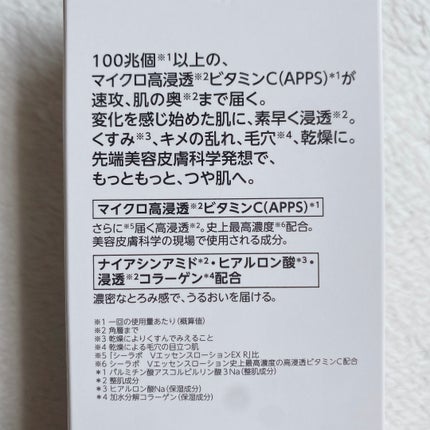 100兆個※1以上の、
マイクロ高浸透※2ビタミンC(APPS)*1が
速攻、肌の奥※2まで届く。
変化を感じ始めた肌に、素早く浸透※2。
くすみ※3、キメの乱れ、毛穴※4、乾燥に。
先端美容皮膚科学発想で、
もっともっと、つや肌へ。
マイクロ高浸透※2ビタミンC(APPS)*1
さらに※5届く高浸透※2。史上最高濃度※6配合。
美容皮膚科学の現場で使用される成分。
ナイアシンアミド*2・ヒアルロン酸*3・
浸透※2コラーゲン*4配合
濃密なとろみ感で、うるおいを届ける。
※1 一回の使用量あたり(概算値)
※2 角層まで
※3 乾燥によりくすんでみえること
※4 乾燥による毛穴の目立つ肌
※5 「シーラボ VエッセンスローションEX R」比
※6 シーラボ Vエッセンスローション史上最高濃度の高浸透ビタミンC配合
*1 パルミチン酸アスコルビルリン酸3Na(整肌成分)
*2 整肌成分
*3 ヒアルロン酸Na(保湿成分)
*4 加水分解コラーゲン(保湿成分)